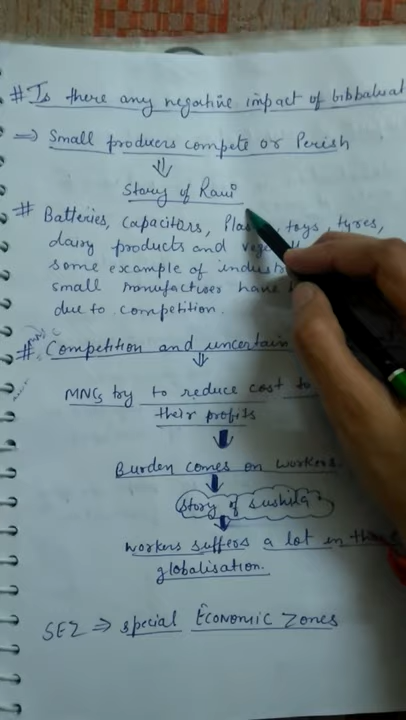 # Is there any negative impact of
⇒ Small producers compete or Perish
⇓
Story of Ravi
# Batteries, Capacitors, toys, tyres,
dairy products and
some example of
small manufacturer have
due to competition.
# Competition and
⇓
MNCs try to reduce cost to
their profits
Burden comes on workers.
Story of Sushila
workers suffers a lot in
globalisation.
SEZ ⇒ special Economic Zones